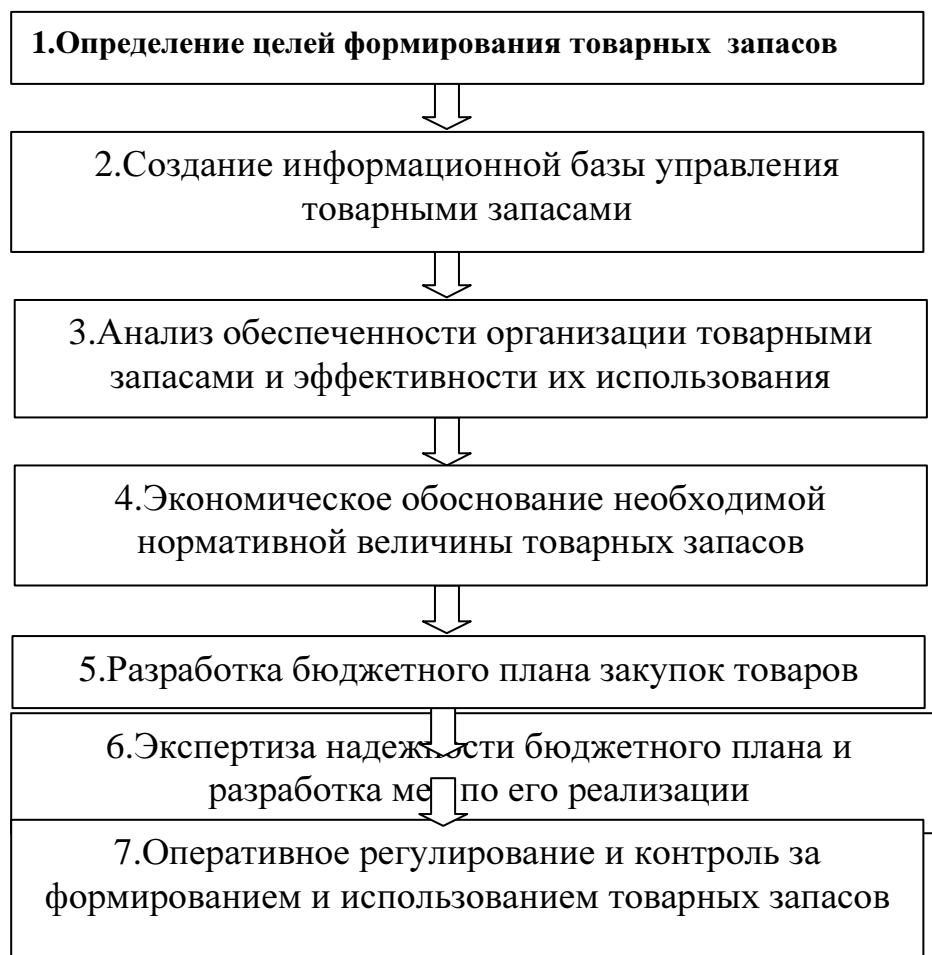 1.Определение целей формирования товарных запасов
2.Создание информационной базы управления
товарными запасами
3.Анализ обеспеченности организации товарными
запасами и эффективности их использования
4.Экономическое обоснование необходимой
нормативной величины товарных запасов
5.Разработка бюджетного плана закупок товаров
6.Экспертиза надежности бюджетного плана и
разработка по его реализации
7.Оперативное регулирование и контроль за
формированием и использованием товарных запасов